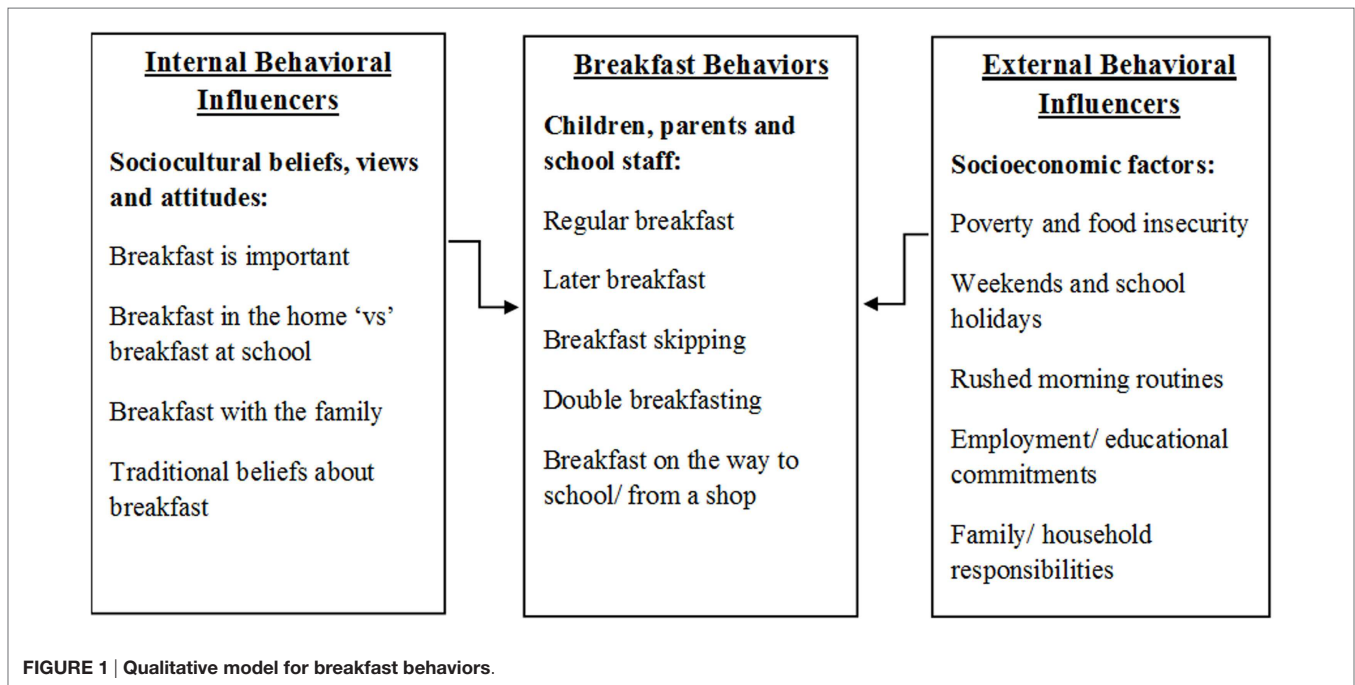 Internal Behavioral
Influencers
Sociocultural beliefs, views
and attitudes:
Breakfast is important
Breakfast in the home ‘vs’
breakfast at school
Breakfast with the family
Traditional beliefs about
breakfast
Breakfast Behaviors
Children, parents and
school staff:
Regular breakfast
Later breakfast
Breakfast skipping
Double breakfasting
Breakfast on the way to
school/ from a shop
External Behavioral
Influencers
Socioeconomic factors:
Poverty and food insecurity
Weekends and school
holidays
Rushed morning routines
Employment/ educational
commitments
Family/ household
responsibilities
FIGURE 1 | Qualitative model for breakfast behaviors.